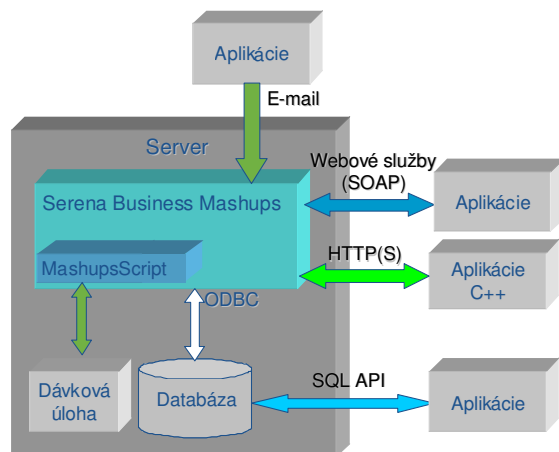 Aplikácie
E-mail
Server
Webové služby
(SOAP)
Serena Business Mashups
Aplikácie
MashupsScript
HTTP(S)
Aplikácie
C++
ODBC
Dávková
úloha
Databáza
SQL API
Aplikácie